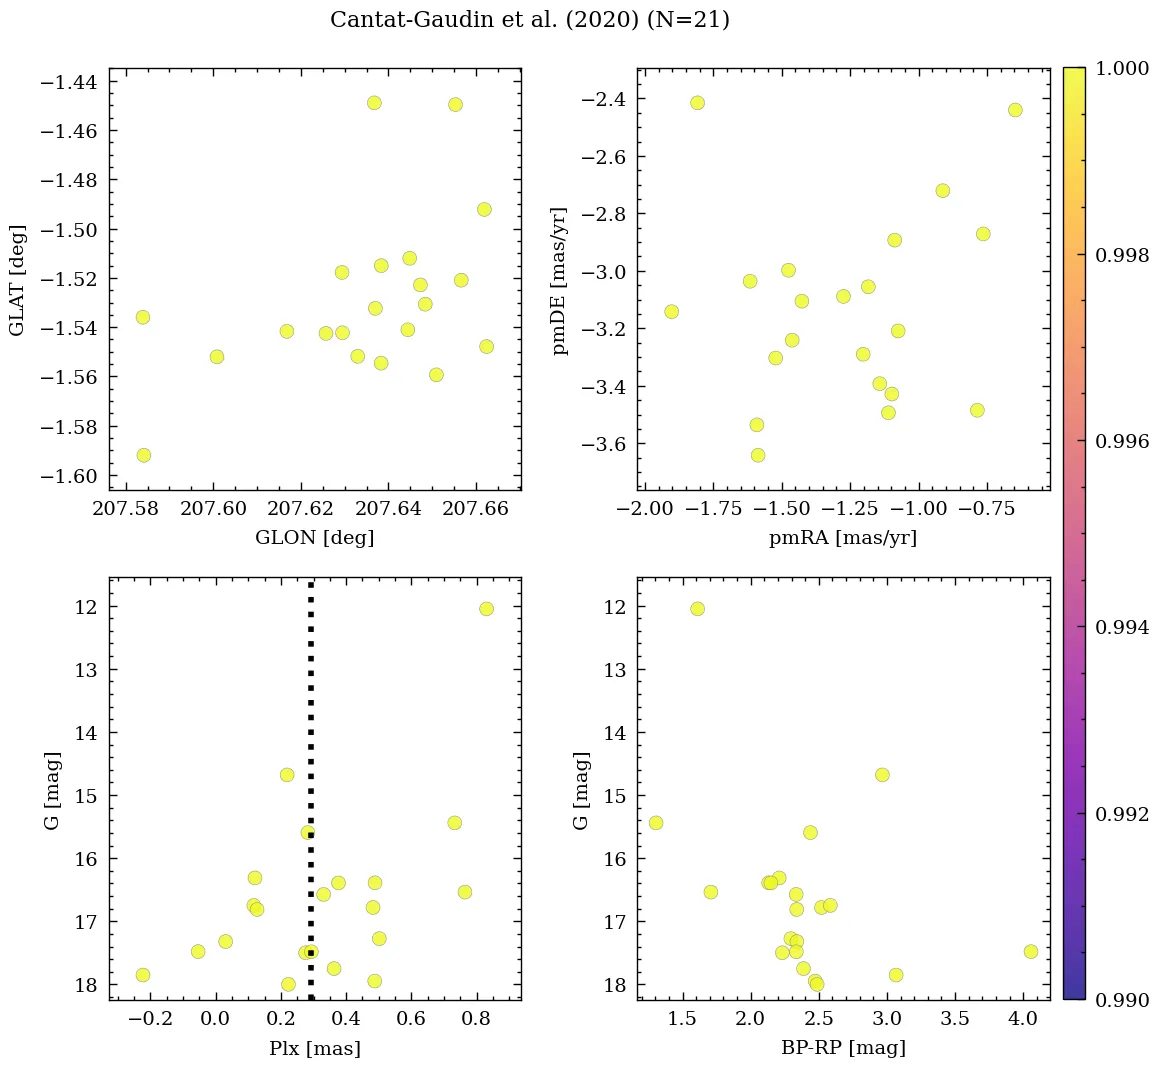 Cantat-Gaudin et al. (2020) (N=21)
−1.44
−1.46
−1.48
−1.50
−1.52
−1.54
−1.56
−1.58
−1.60
GLAT [deg]
207.58 207.60 207.62 207.64 207.66
GLON [deg]
−2.4
−2.6
−2.8
−3.0
−3.2
−3.4
−3.6
pmDE [mas/yr]
−2.00 −1.75 −1.50 −1.25 −1.00 −0.75
pmRA [mas/yr]
12
13
14
15
16
17
18
G [mag]
−0.2 0.0 0.2 0.4 0.6 0.8
Plx [mas]
12
13
14
15
16
17
18
G [mag]
1.5 2.0 2.5 3.0 3.5 4.0
BP-RP [mag]
1.000
0.998
0.996
0.994
0.992
0.990